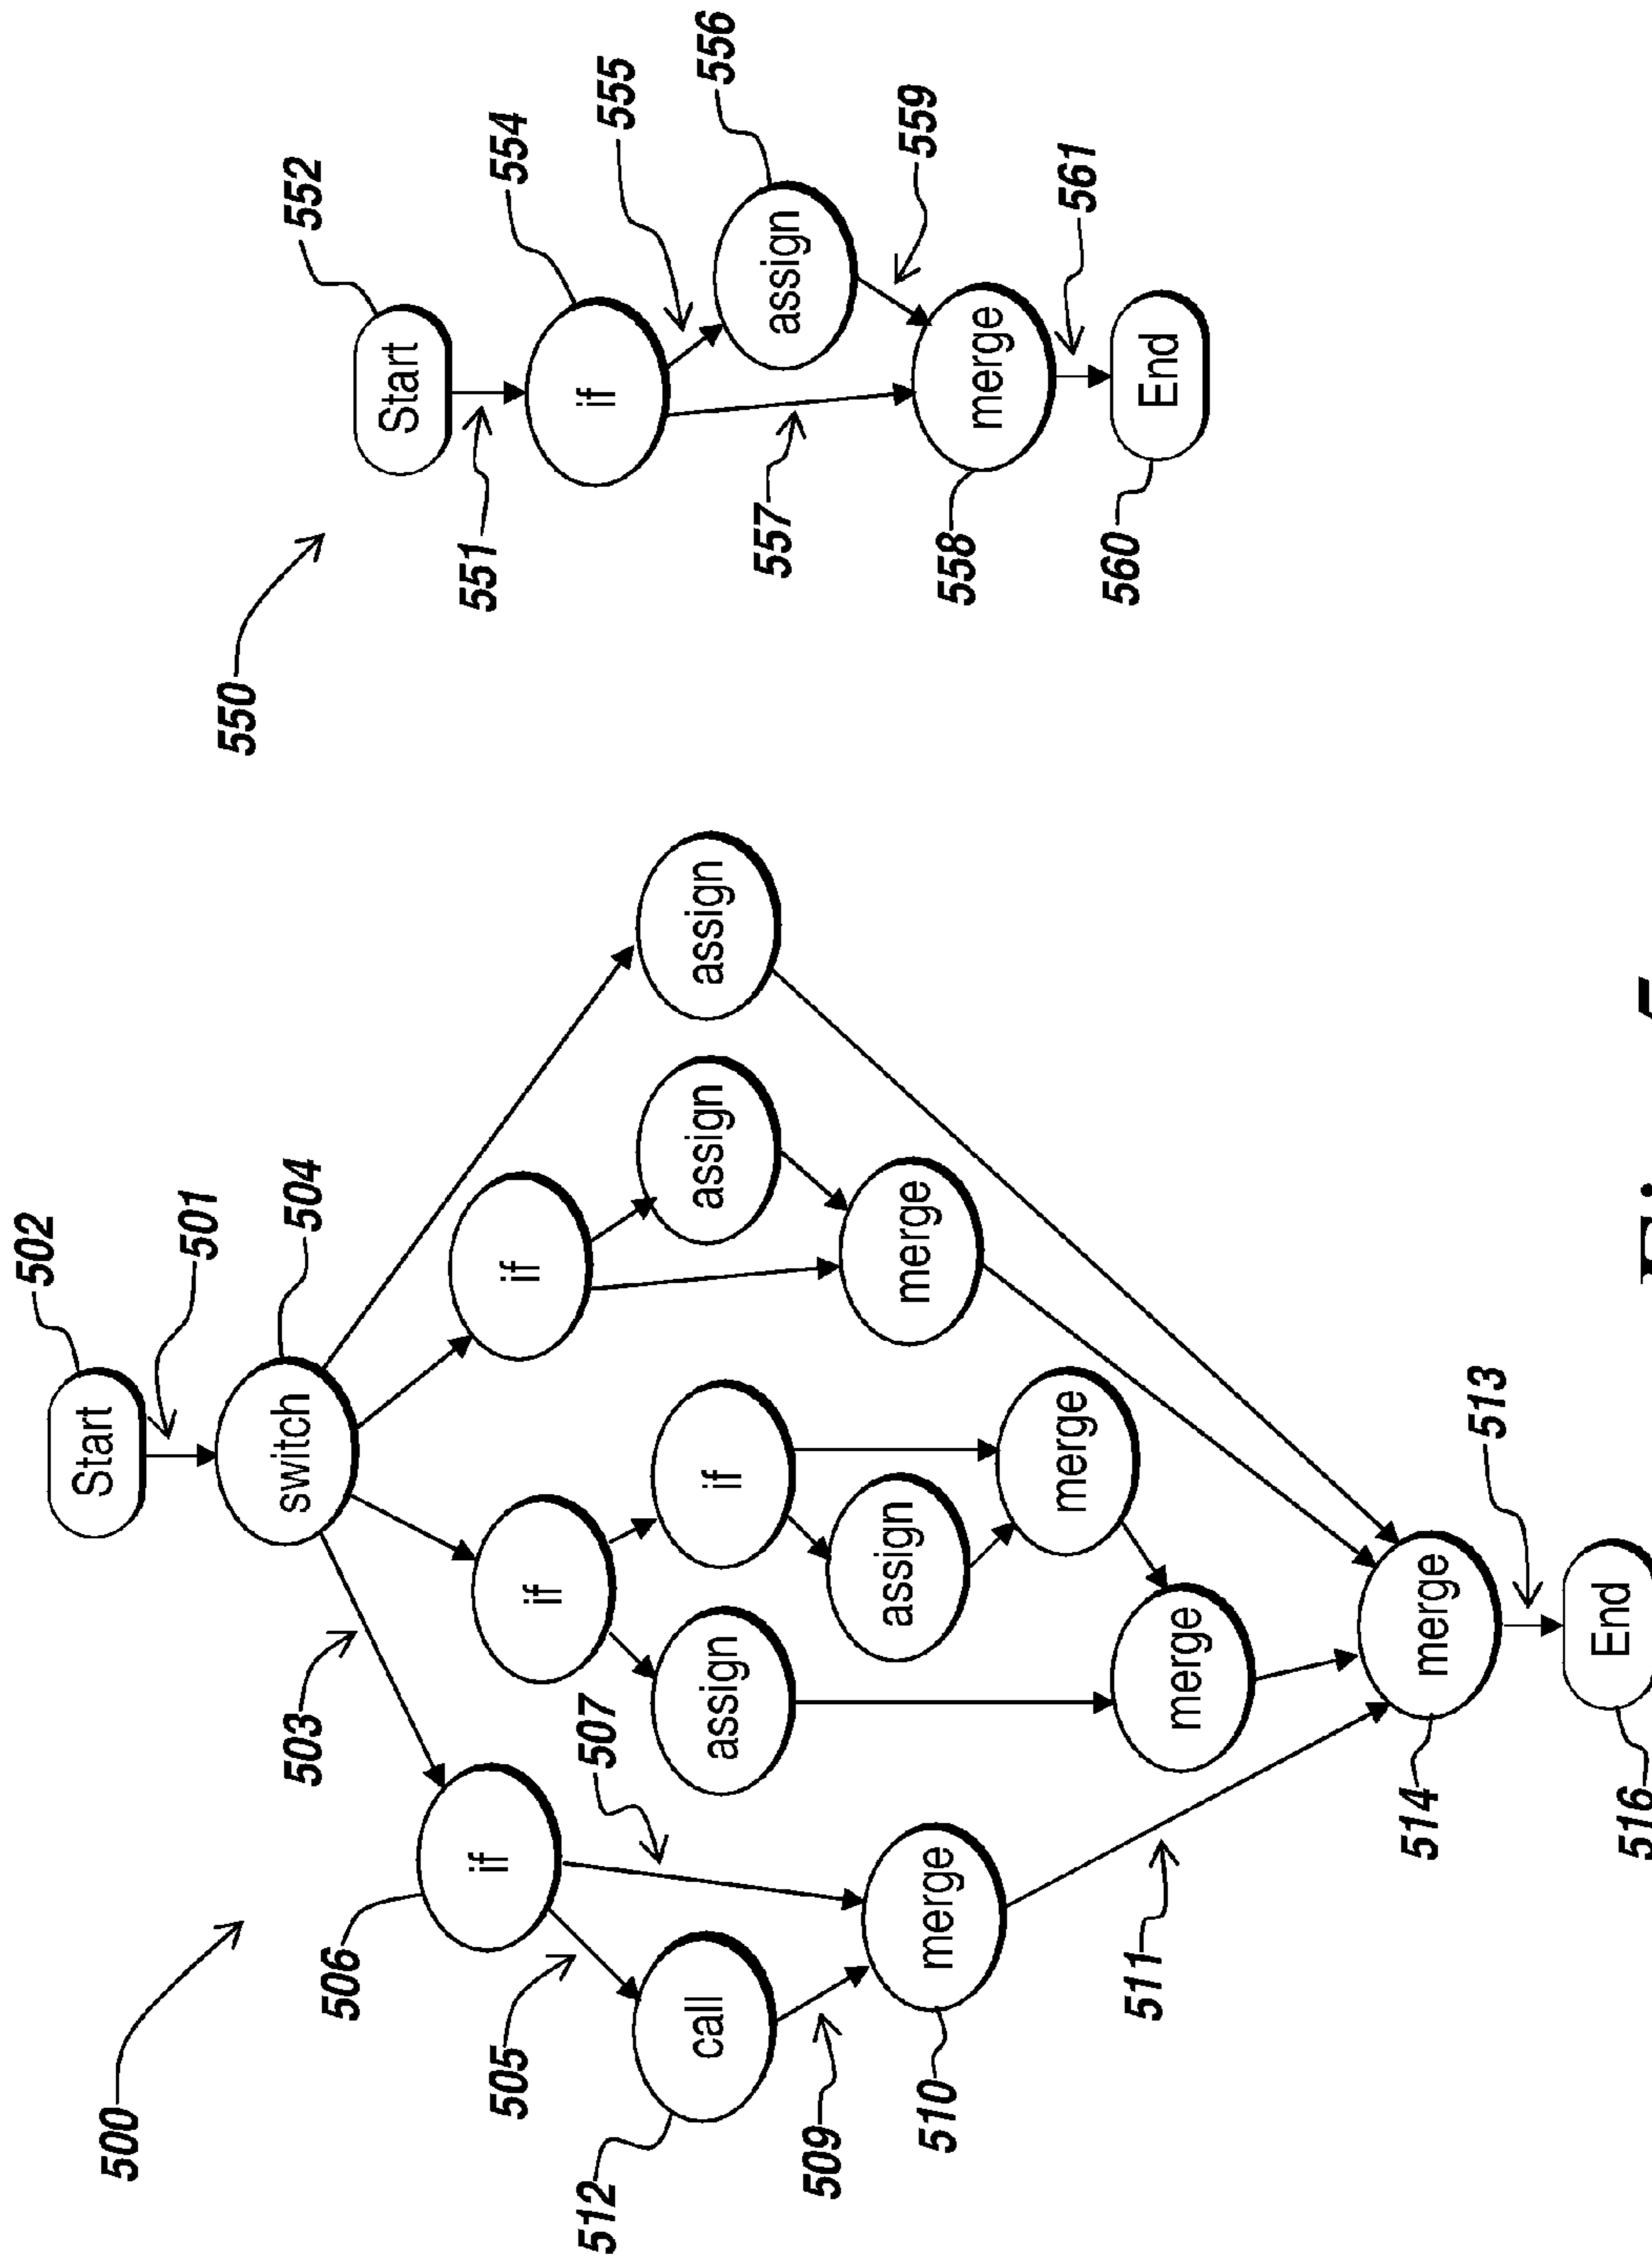 500
502
Start
501
switch
504
503
506
if
if
if
505
507
512
call
assign
if
assign
assign
509
assign
510
merge
merge
merge
511
merge
514
merge
513
516
End
550
552
Start
551
554
if
555
556
assign
557
559
558
merge
561
560
End